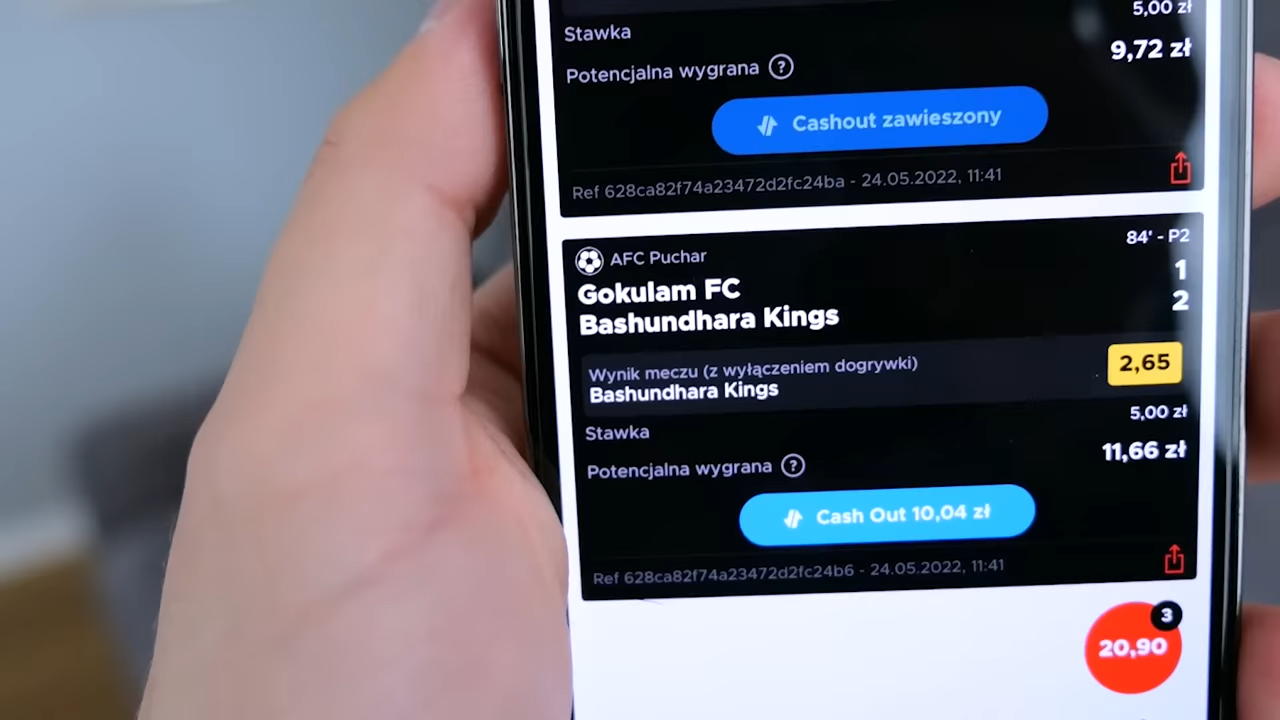 5,00 zł
Stawka
9,72 zł
Potencjalna wygrana ?
Cashout zawieszony
Ref 628ca82f74a23472d2fc24ba - 24.05.2022, 11:41
84' - P2
AFC Puchar
1
Gokulam FC
2
Bashundhara Kings
Wynik meczu (z wyłączeniem dogrywki)
2,65
Bashundhara Kings
5,00 zł
Stawka
11,66 zł
Potencjalna wygrana ?
Cash Out 10,04 zł
Ref 628ca82f74a23472d2fc24b6 - 24.05.2022, 11:41
3
20,90